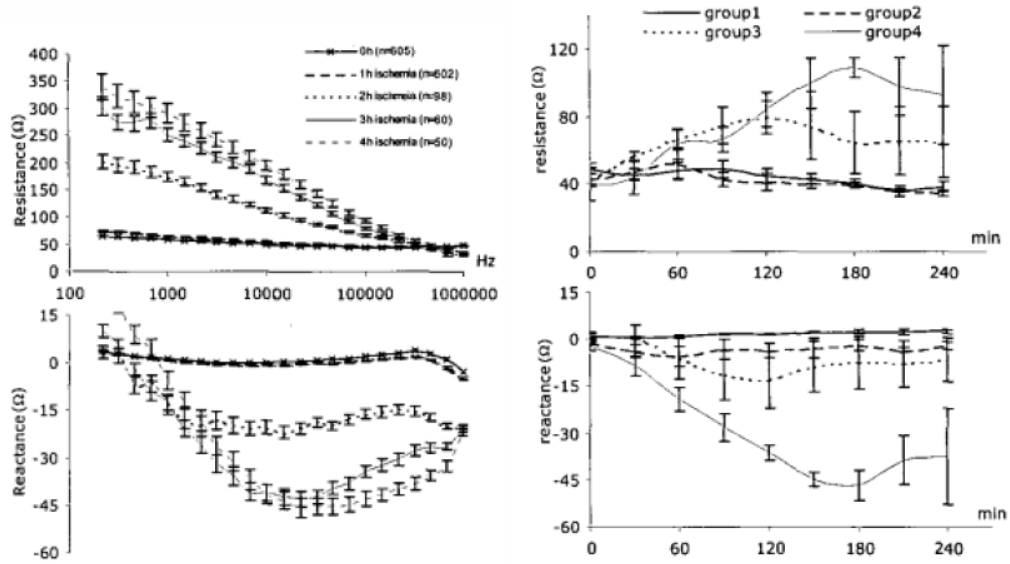 400
350
300
250
200
150
100
50
0
Resistance (Ω)
0h (n=605)
1h ischemia (n=602)
2h ischmeia (n=98)
3h ischemia (n=60)
4h ischemia (n=50)
Hz
100 1000 10000 100000 1000000
15
0
-15
-30
-45
-60
Reactance (Ω)
group1 group2
group3 group4
120
80
40
0
resistance (Ω)
min
0 60 120 180 240
15
0
-15
-30
-45
-60
reactance (Ω)
min
0 60 120 180 240